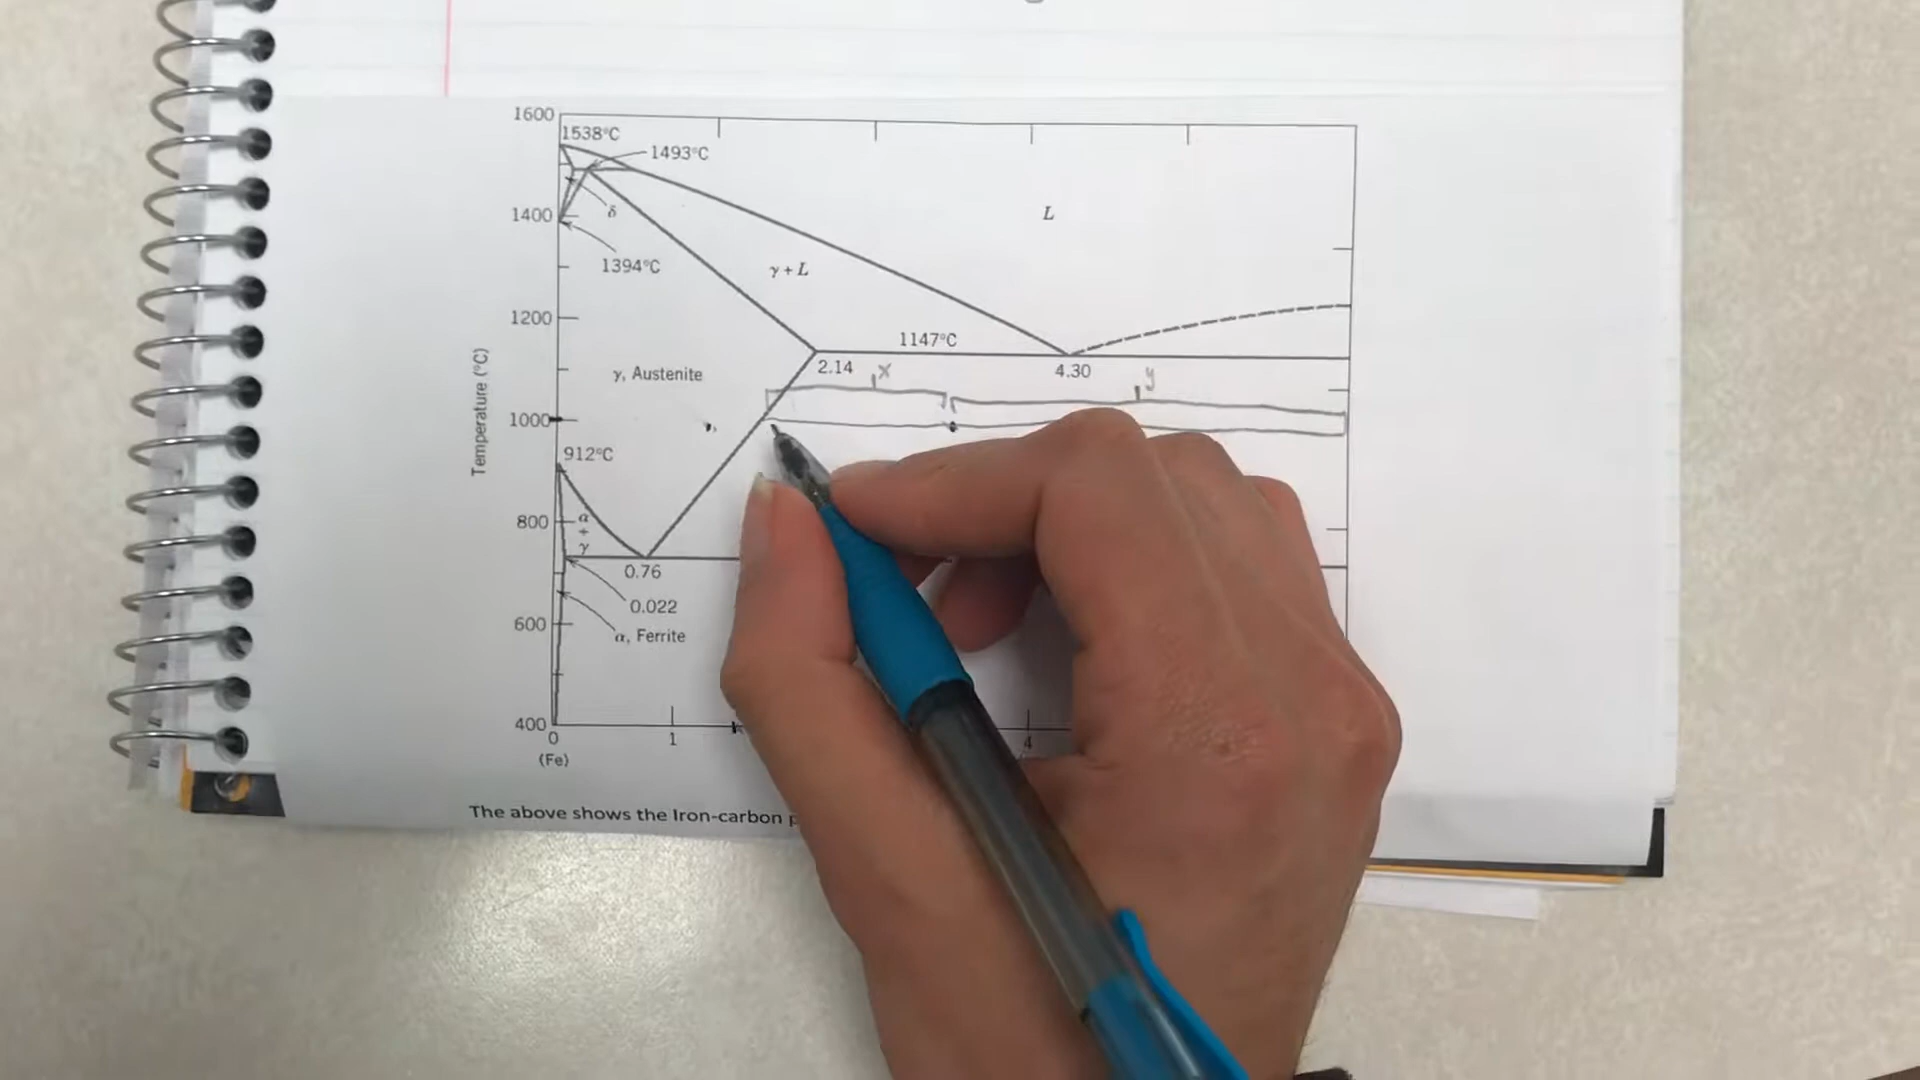 1600
1538°C
1493°C
1400
δ
L
1394°C
γ + L
1200
1147°C
2.14
4.30
Temperature (°C)
γ, Austenite
x
y
1000
912°C
800
α
+
γ
0.76
0.022
600
α, Ferrite
400
0
1
4
(Fe)
The above shows the Iron-carbon